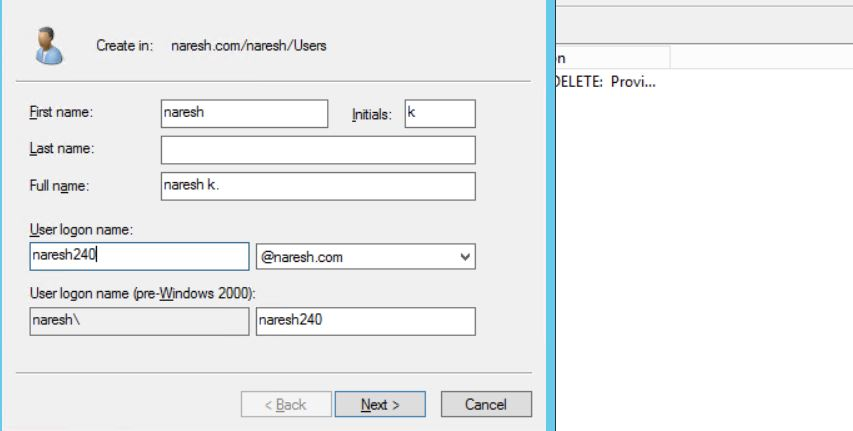 Create in: naresh.com/naresh/Users
First name: naresh Initials: k
Last name:
Full name: naresh k.
User logon name:
naresh240 @naresh.com
User logon name (pre-Windows 2000):
naresh\ naresh240
< Back Next > Cancel
on
DELETE: Provi...